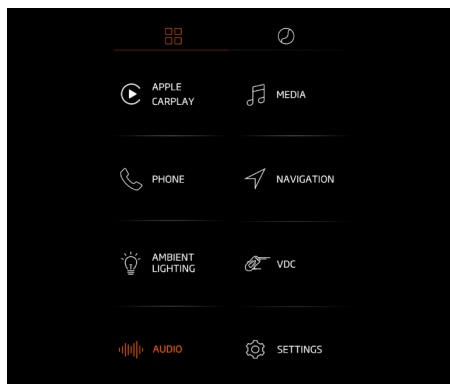 APPLE
CARPLAY
MEDIA
PHONE
NAVIGATION
AMBIENT
LIGHTING
VDC
AUDIO
SETTINGS